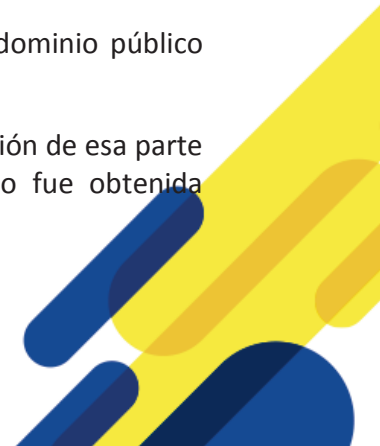 dominio público
ión de esa parte
o fue obtenida